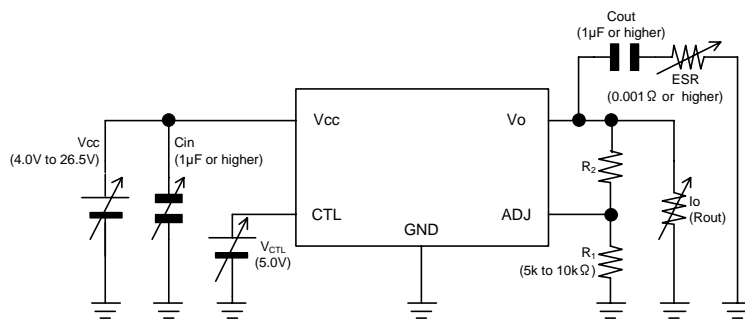 Cout
(1µF or higher)
ESR
(0.001Ω or higher)
Vcc
(4.0V to 26.5V)
Cin
(1µF or higher)
Vcc
Vo
CTL
ADJ
GND
VCTL
(5.0V)
R2
R1
(5k to 10kΩ)
Io
(Rout)